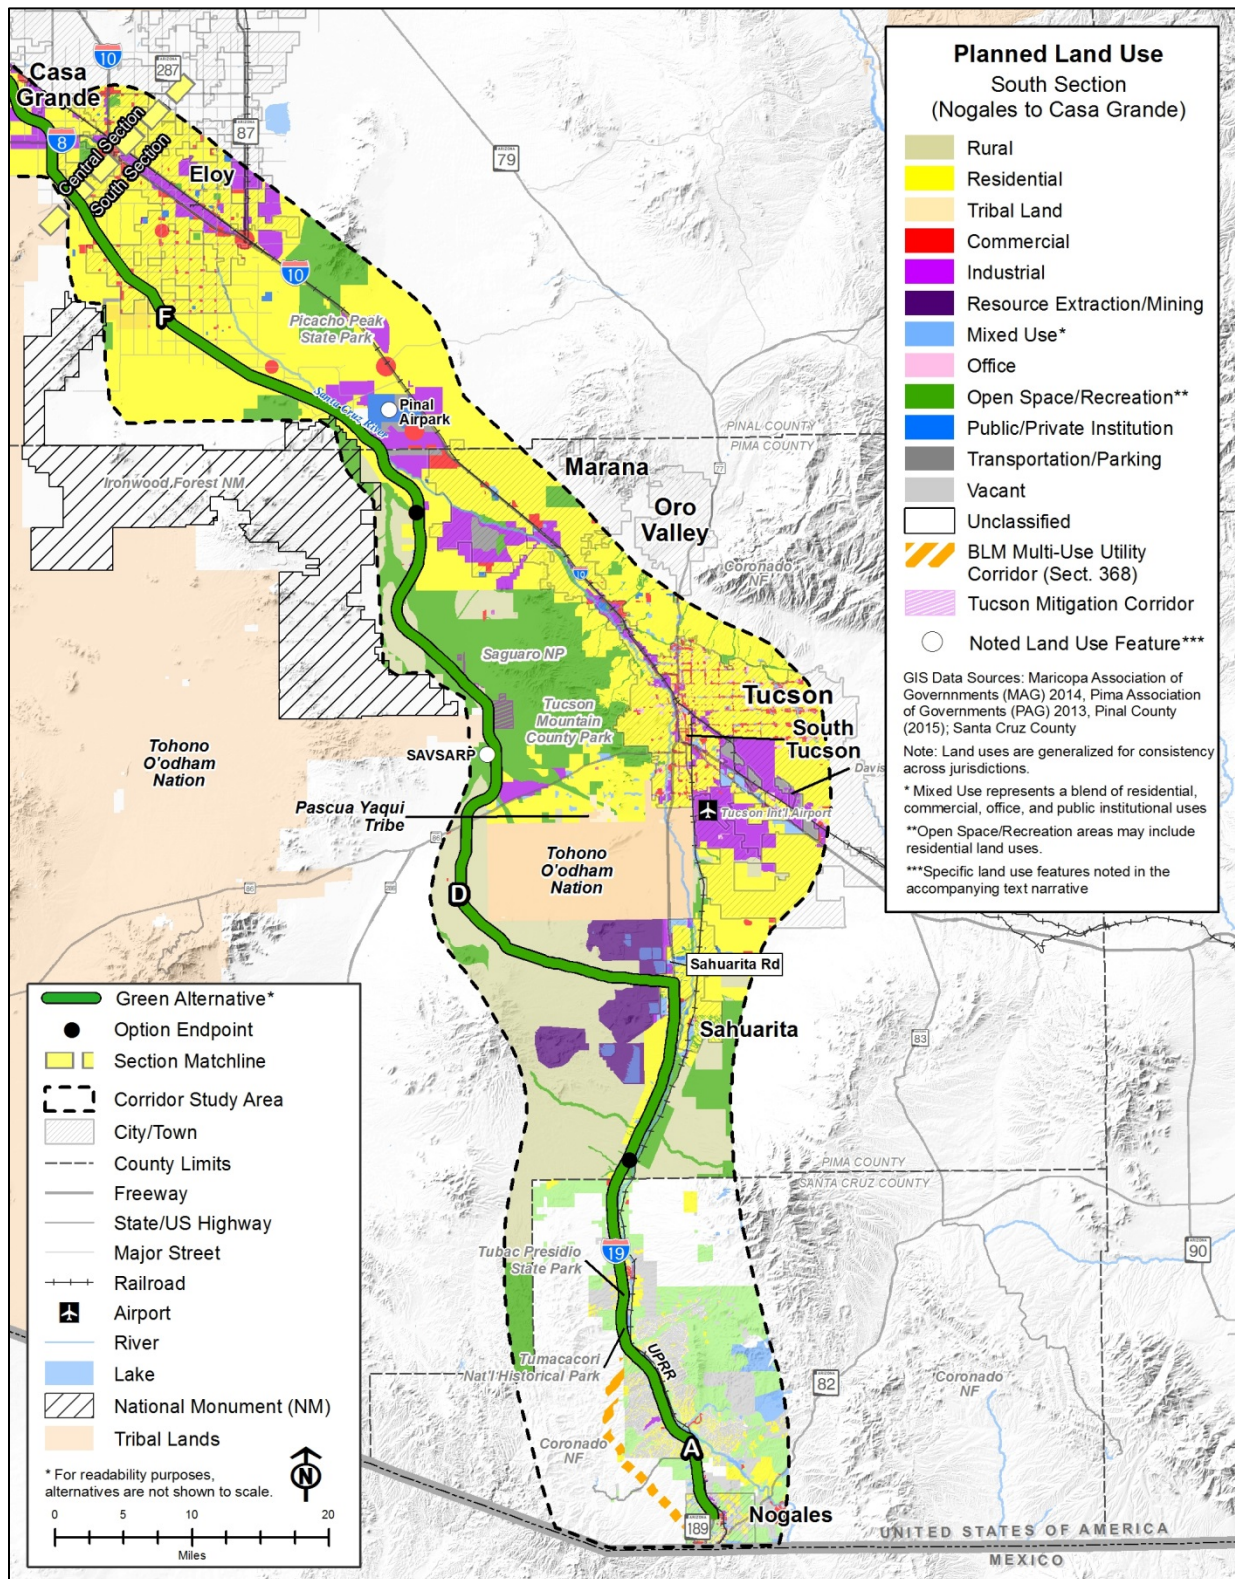 Planned Land Use
South Section
(Nogales to Casa Grande)
Rural
Residential
Tribal Land
Commercial
Industrial
Resource Extraction/Mining
Mixed Use*
Office
Open Space/Recreation**
Public/Private Institution
Transportation/Parking
Vacant
Unclassified
BLM Multi-Use Utility
Corridor (Sect. 368)
Tucson Mitigation Corridor
Noted Land Use Feature***
GIS Data Sources: Maricopa Association of
Governnments (MAG) 2014, Pima Association
of Governments (PAG) 2013, Pinal County
(2015); Santa Cruz County
Note: Land uses are generalized for consistency
across jurisdictions.
* Mixed Use represents a blend of residential,
commercial, office, and public institutional uses
**Open Space/Recreation areas may include
residential land uses.
***Specific land use features noted in the
accompanying text narrative
Casa
Grande
10
ARIZONA
287
8
Central Section
South Section
Eloy
87
79
10
F
Picacho Peak
State Park
Santa Cruz River
Pinal
Airpark
PINAL COUNTY
PIMA COUNTY
Marana
77
Oro
Valley
Ironwood Forest NM
Coronado
NF
10
Saguaro NP
Tucson
Mountain
County Park
Tucson
South
Tucson
Davis
SAVSARP
Tohono
O'odham
Nation
Pascua Yaqui
Tribe
Tucson Int'l Airport
86
Tohono
O'odham
Nation
D
86
286
Sahuarita Rd
Sahuarita
83
PIMA COUNTY
SANTA CRUZ COUNTY
19
90
Tubac Presidio
State Park
UPRR
Tumacacori
Nat'l Historical Park
82
Coronado
NF
Coronado
NF
A
Nogales
189
UNITED STATES OF AMERICA
MEXICO
Green Alternative*
Option Endpoint
Section Matchline
Corridor Study Area
City/Town
County Limits
Freeway
State/US Highway
Major Street
Railroad
Airport
River
Lake
National Monument (NM)
Tribal Lands
* For readability purposes,
alternatives are not shown to scale.
N
0 5 10 20
Miles